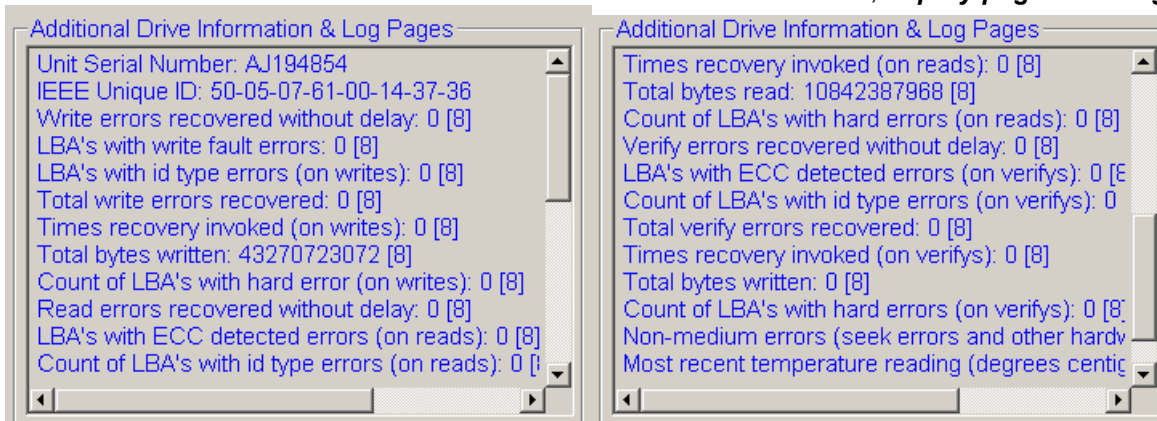 Additional Drive Information & Log Pages
Unit Serial Number: AJ194854
IEEE Unique ID: 50-05-07-61-00-14-37-36
Write errors recovered without delay: 0 [8]
LBA's with write fault errors: 0 [8]
LBA's with id type errors (on writes): 0 [8]
Total write errors recovered: 0 [8]
Times recovery invoked (on writes): 0 [8]
Total bytes written: 43270723072 [8]
Count of LBA's with hard error (on writes): 0 [8]
Read errors recovered without delay: 0 [8]
LBA's with ECC detected errors (on reads): 0 [8]
Count of LBA's with id type errors (on reads): 0 [
Additional Drive Information & Log Pages
Times recovery invoked (on reads): 0 [8]
Total bytes read: 10842387968 [8]
Count of LBA's with hard errors (on reads): 0 [8]
Verify errors recovered without delay: 0 [8]
LBA's with ECC detected errors (on verifys): 0 [8
Count of LBA's with id type errors (on verifys): 0
Total verify errors recovered: 0 [8]
Times recovery invoked (on verifys): 0 [8]
Total bytes written: 0 [8]
Count of LBA's with hard errors (on verifys): 0 [8]
Non-medium errors (seek errors and other hardw
Most recent temperature reading (degrees centig